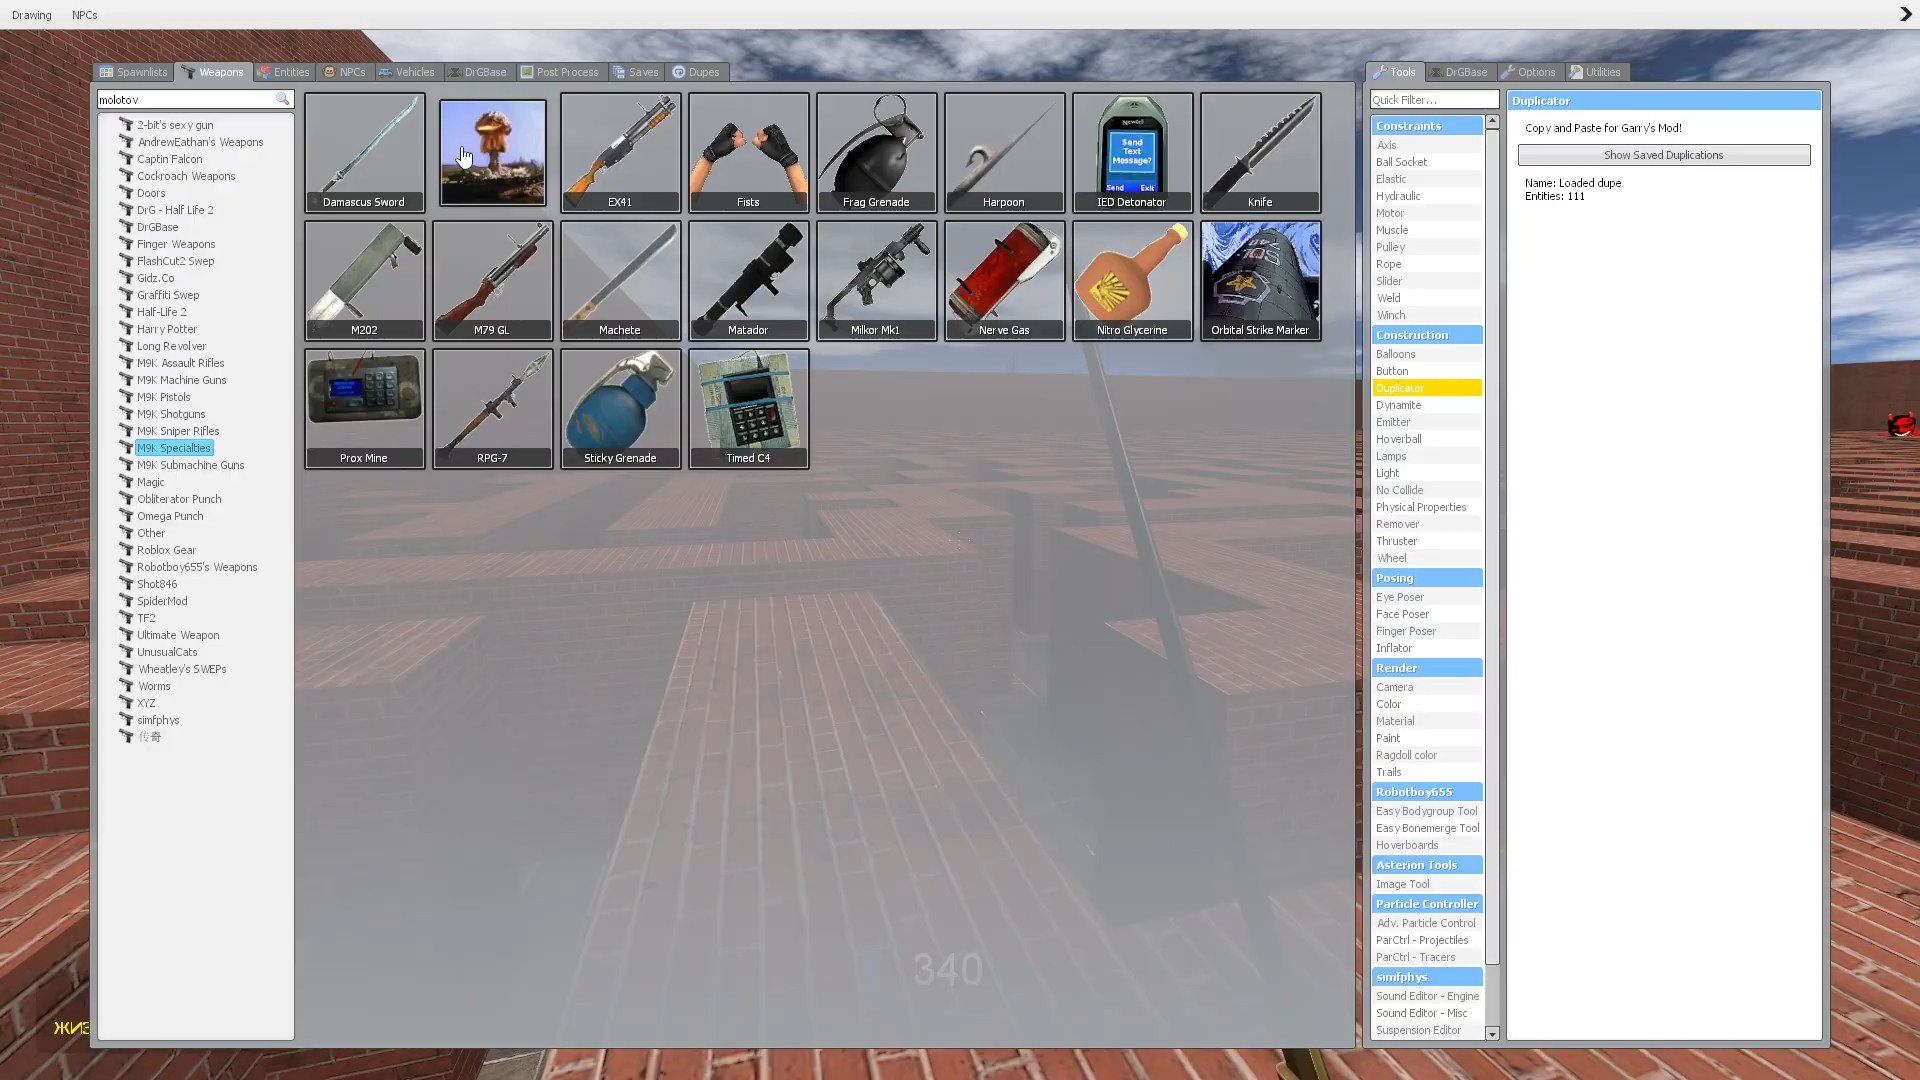 Drawing NPCs
Spawnlists Weapons Entities NPCs Vehicles DrGBase Post Process Saves Dupes
molotov
2-bit's sexy gun
AndrewEathan's Weapons
Captin Falcon
Cockroach Weapons
Doors
DrG - Half Life 2
DrGBase
Finger Weapons
FlashCut2 Swep
Gidz.Co
Graffiti Swep
Half-Life 2
Harry Potter
Long Revolver
M9K Assault Rifles
M9K Machine Guns
M9K Pistols
M9K Shotguns
M9K Sniper Rifles
M9K Specialties
M9K Submachine Guns
Magic
Obliterator Punch
Omega Punch
Other
Roblox Gear
Robotboy655's Weapons
Shot846
SpiderMod
TF2
Ultimate Weapon
UnusualCats
Wheatley's SWEPs
Worms
XYZ
simfphys
传奇
Damascus Sword
EX41
Fists
Frag Grenade
Harpoon
Send
Text
Message?
Send Exit
IED Detonator
Knife
M202
M79 GL
Machete
Matador
Milkor Mk1
Nerve Gas
Nitro Glycerine
Orbital Strike Marker
Prox Mine
RPG-7
Sticky Grenade
Timed C4
340
ЖИЗ
Tools DrGBase Options Utilities
Quick Filter...
Constraints
Axis
Ball Socket
Elastic
Hydraulic
Motor
Muscle
Pulley
Rope
Slider
Weld
Winch
Construction
Balloons
Button
Duplicator
Dynamite
Emitter
Hoverball
Lamps
Light
No Collide
Physical Properties
Remover
Thruster
Wheel
Posing
Eye Poser
Face Poser
Finger Poser
Inflator
Render
Camera
Color
Material
Paint
Ragdoll color
Trails
Robotboy655
Easy Bodygroup Tool
Easy Bonemerge Tool
Hoverboards
Asterion Tools
Image Tool
Particle Controller
Adv. Particle Control
ParCtrl - Projectiles
ParCtrl - Tracers
simfphys
Sound Editor - Engine
Sound Editor - Misc
Suspension Editor
Duplicator
Copy and Paste for Garry's Mod!
Show Saved Duplications
Name: Loaded dupe
Entities: 111